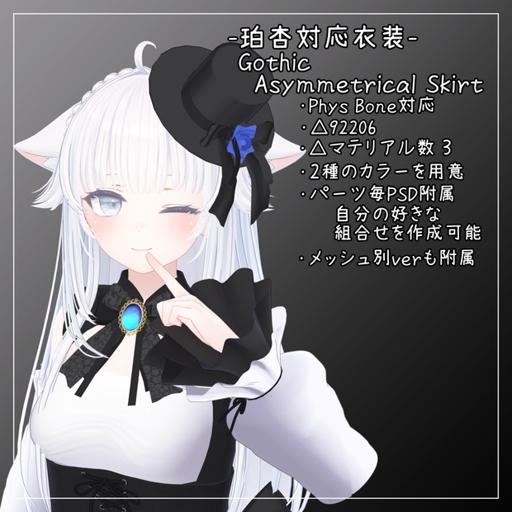 -珀杏対応衣装-
Gothic
Asymmetrical Skirt
・Phys Bone対応
・△92206
・△マテリアル数 3
・2種のカラーを用意
・パーツ毎PSD附属
自分の好きな
組合せを作成可能
・メッシュ別verも附属